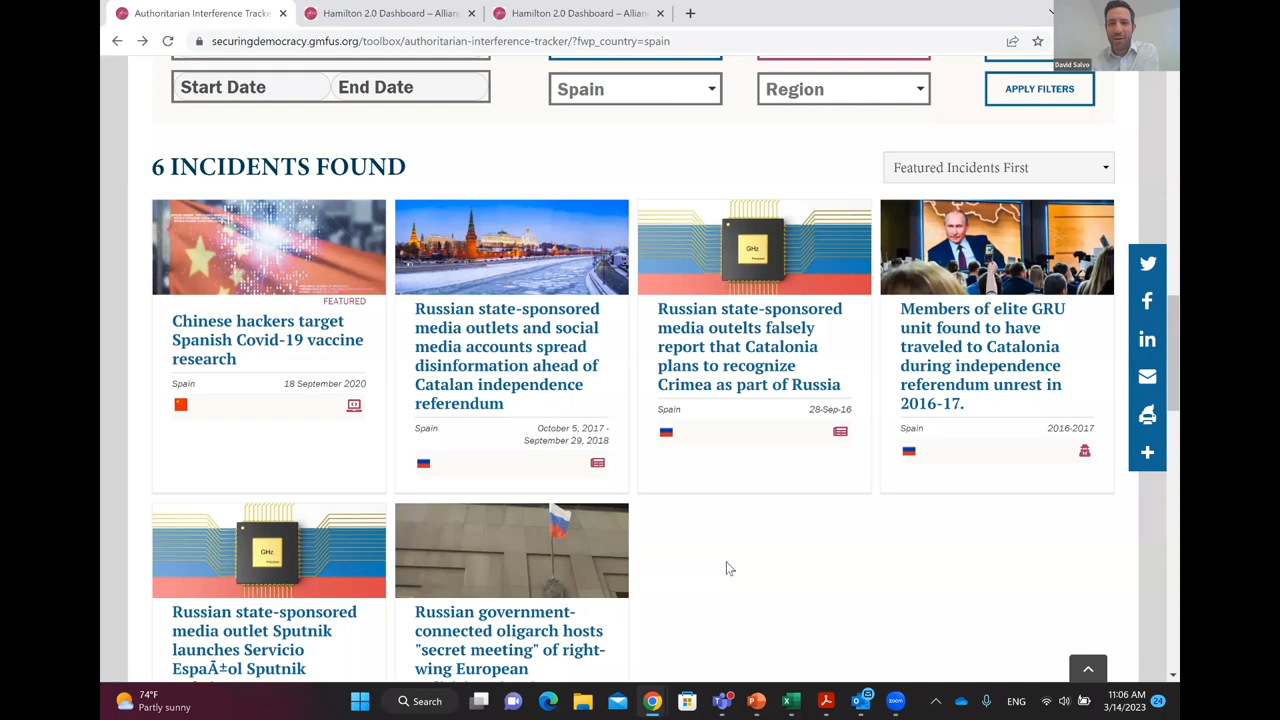 Authoritarian Interference Tracke
Hamilton 2.0 Dashboard – Allian
Hamilton 2.0 Dashboard – Allian
securingdemocracy.gmfus.org/toolbox/authoritarian-interference-tracker/?fwp_country=spain
David Salvo
Start Date
End Date
Spain
Region
APPLY FILTERS
6 INCIDENTS FOUND
Featured Incidents First
GHz
FEATURED
Chinese hackers target
Spanish Covid-19 vaccine
research
Spain
18 September 2020
Russian state-sponsored
media outlets and social
media accounts spread
disinformation ahead of
Catalan independence
referendum
Spain
October 5, 2017 -
September 29, 2018
Russian state-sponsored
media outelts falsely
report that Catalonia
plans to recognize
Crimea as part of Russia
Spain
28-Sep-16
Members of elite GRU
unit found to have
traveled to Catalonia
during independence
referendum unrest in
2016-17.
Spain
2016-2017
GHz
Russian state-sponsored
media outlet Sputnik
launches Servicio
EspaÃ±ol Sputnik
Russian government-
connected oligarch hosts
"secret meeting" of right-
wing European
74°F
Partly sunny
Search
zoom
ENG
11:06 AM
3/14/2023
24